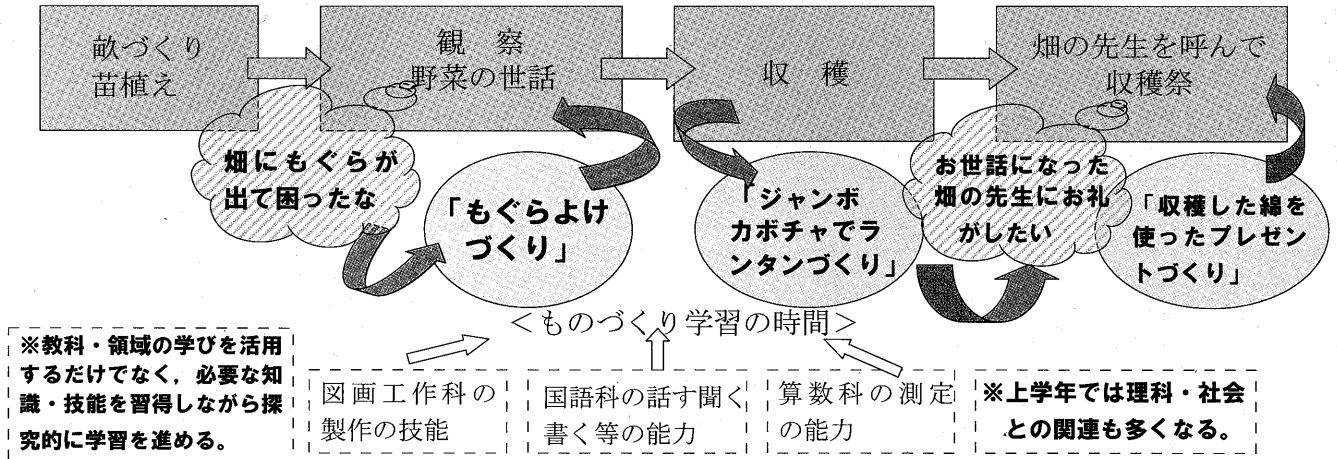 畝づくり
苗植え
観　察
野菜の世話
収　穫
畑の先生を呼んで
収穫祭
畑にもぐらが
出て困ったな
「もぐらよけ
づくり」
「ジャンボ
カボチャでラ
ンタンづくり」
お世話になった
畑の先生にお礼
がしたい
「収穫した綿を
使ったプレゼン
トづくり」
＜ものづくり学習の時間＞
※教科・領域の学びを活用
するだけでなく，必要な知
識・技能を習得しながら探
究的に学習を進める。
図画工作科の
製作の技能
国語科の話す聞く
書く等の能力
算数科の測定
の能力
※上学年では理科・社会
との関連も多くなる。